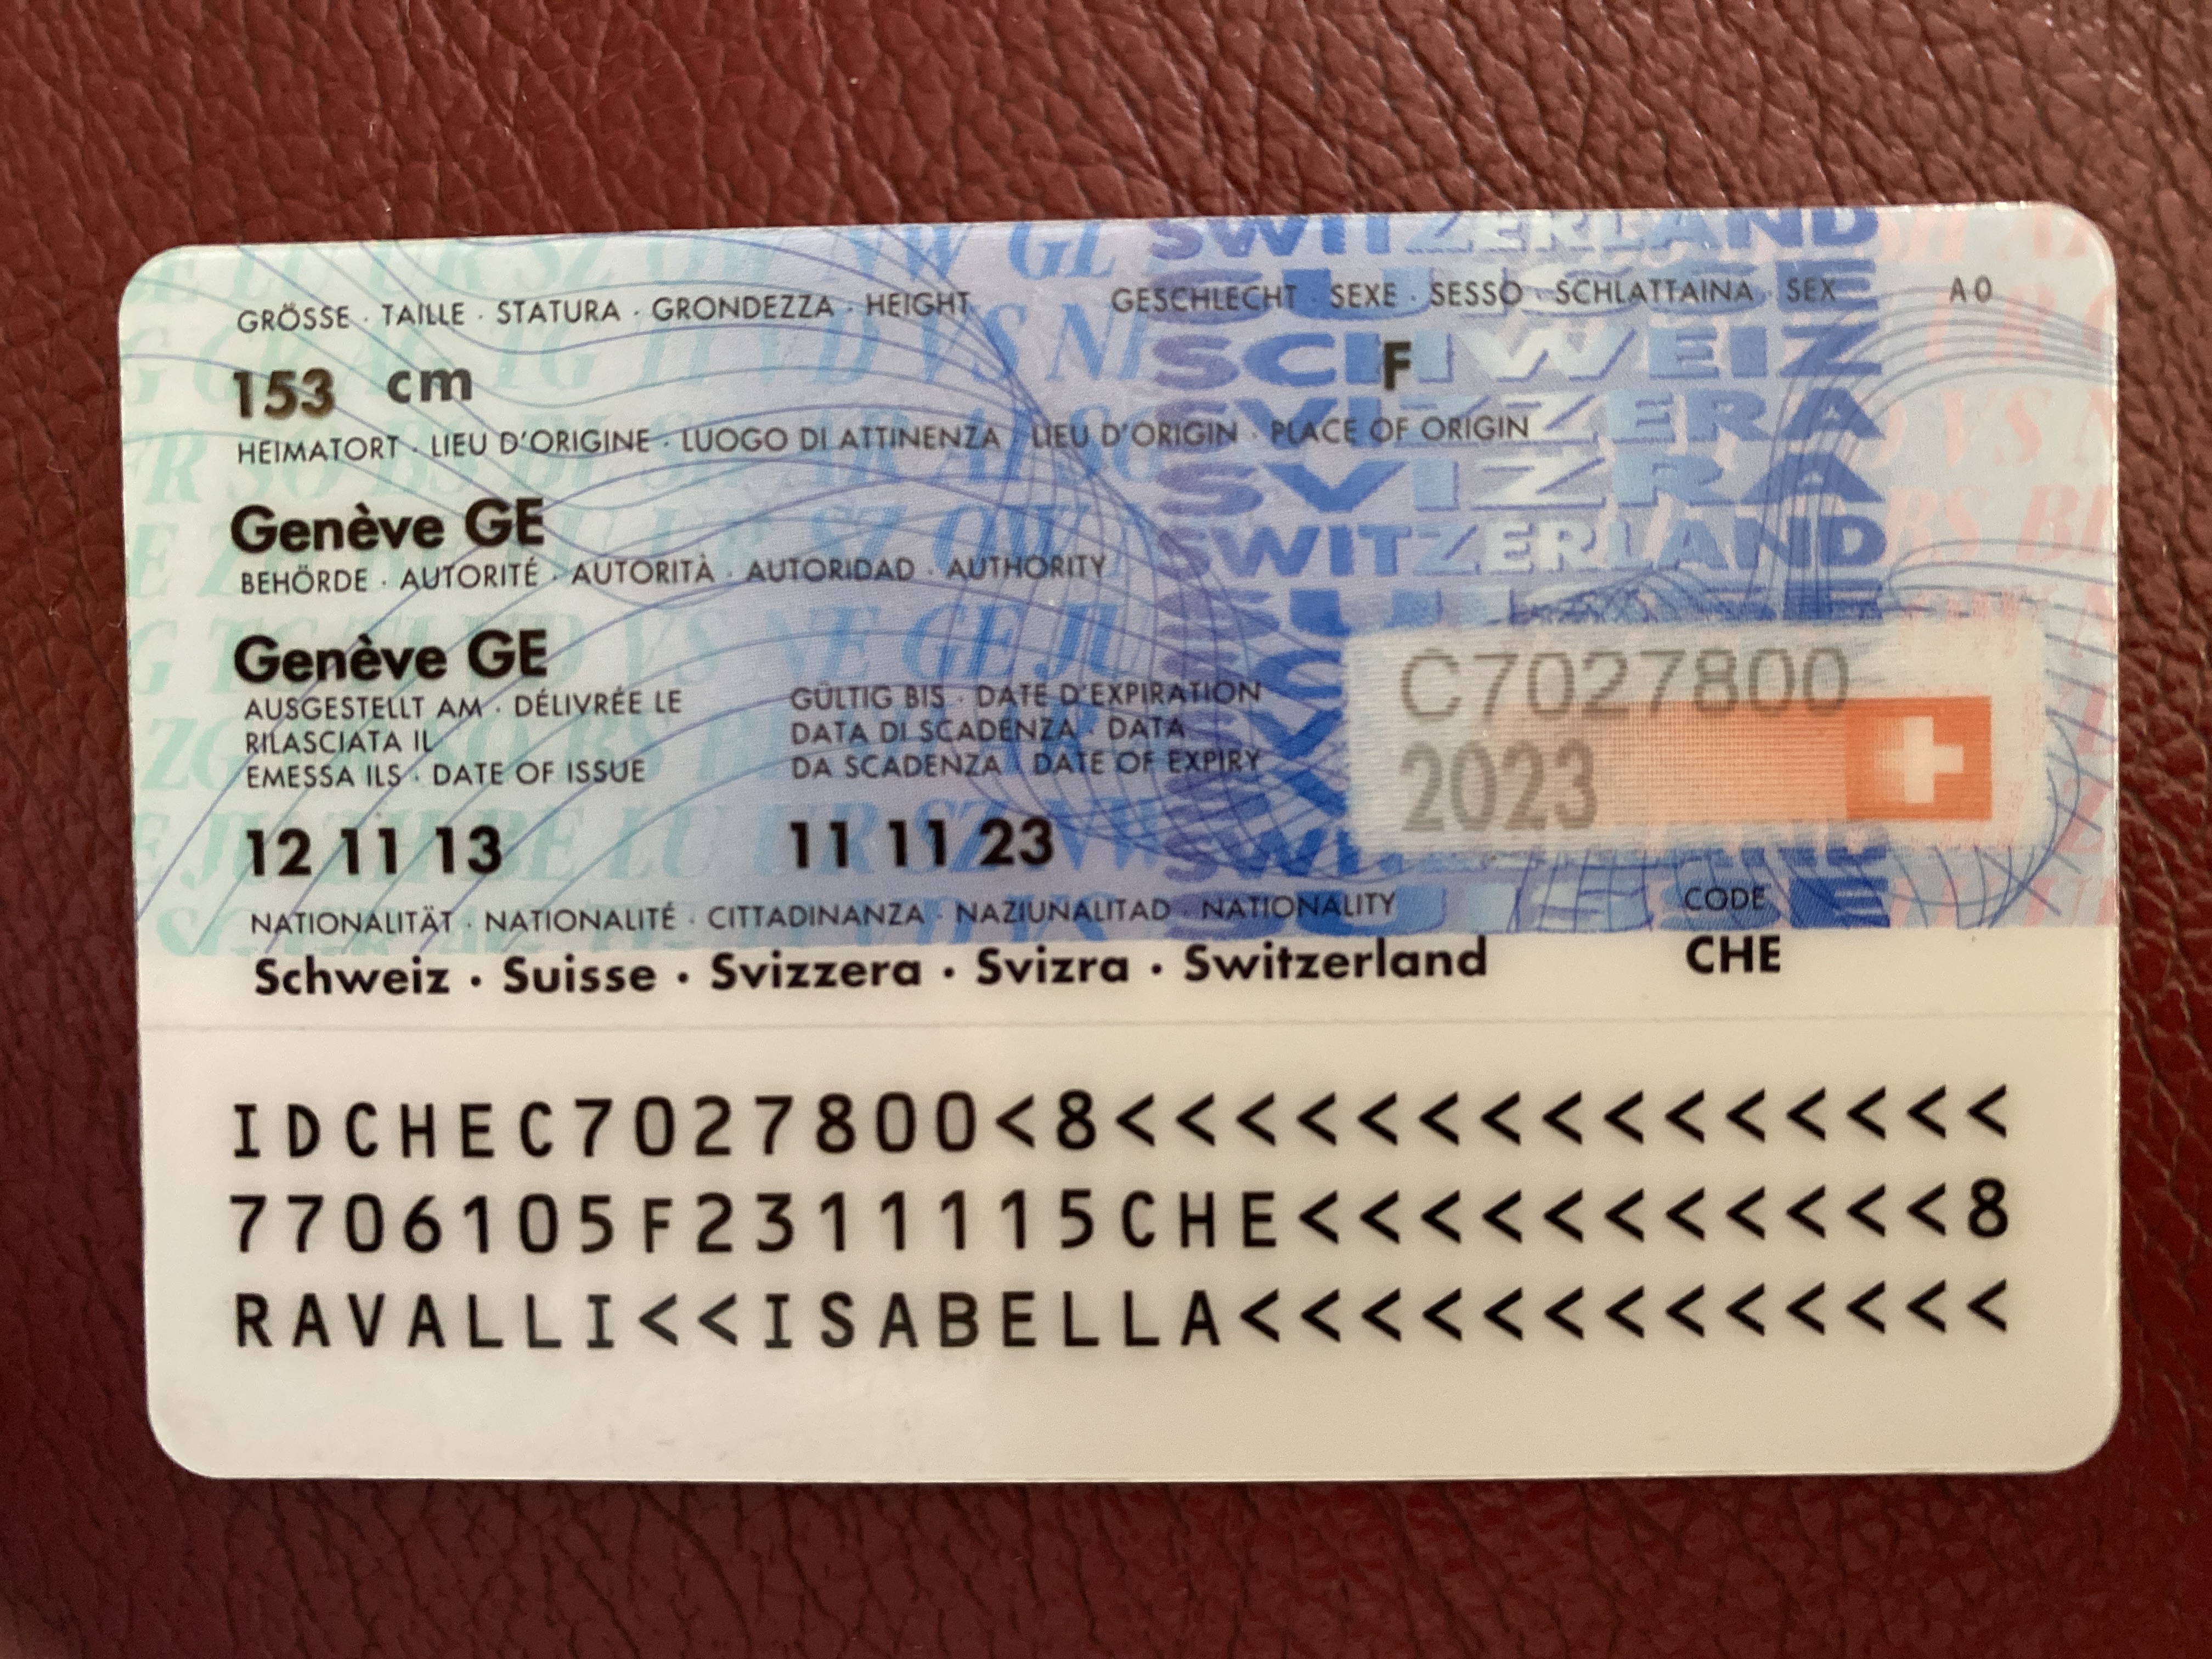 GRÖSSE · TAILLE · STATURA · GRONDEZZA · HEIGHT
GESCHLECHT · SEXE · SESSO · SCHLATTAINA · SEX
A0
153 cm
F
HEIMATORT · LIEU D'ORIGINE · LUOGO DI ATTINENZA · LIEU D'ORIGIN · PLACE OF ORIGIN
Genève GE
BEHÖRDE · AUTORITÉ · AUTORITÀ · AUTORIDAD · AUTHORITY
Genève GE
AUSGESTELLT AM · DÉLIVRÉE LE
RILASCIATA IL
EMESSA ILS · DATE OF ISSUE
GÜLTIG BIS · DATE D'EXPIRATION
DATA DI SCADENZA · DATA
DA SCADENZA · DATE OF EXPIRY
12 11 13
11 11 23
C7027800
2023
NATIONALITÄT · NATIONALITÉ · CITTADINANZA · NAZIUNALITAD · NATIONALITY
CODE
Schweiz · Suisse · Svizzera · Svizra · Switzerland
CHE
IDCHEC7027800<8<<<<<<<<<<<<<<<
7706105F2311115CHE<<<<<<<<<<<8
RAVALLI<<ISABELLA<<<<<<<<<<<<<
SWITZERLAND
SCHWEIZ
SVIZZERA
SVIZRA
SWITZERLAND